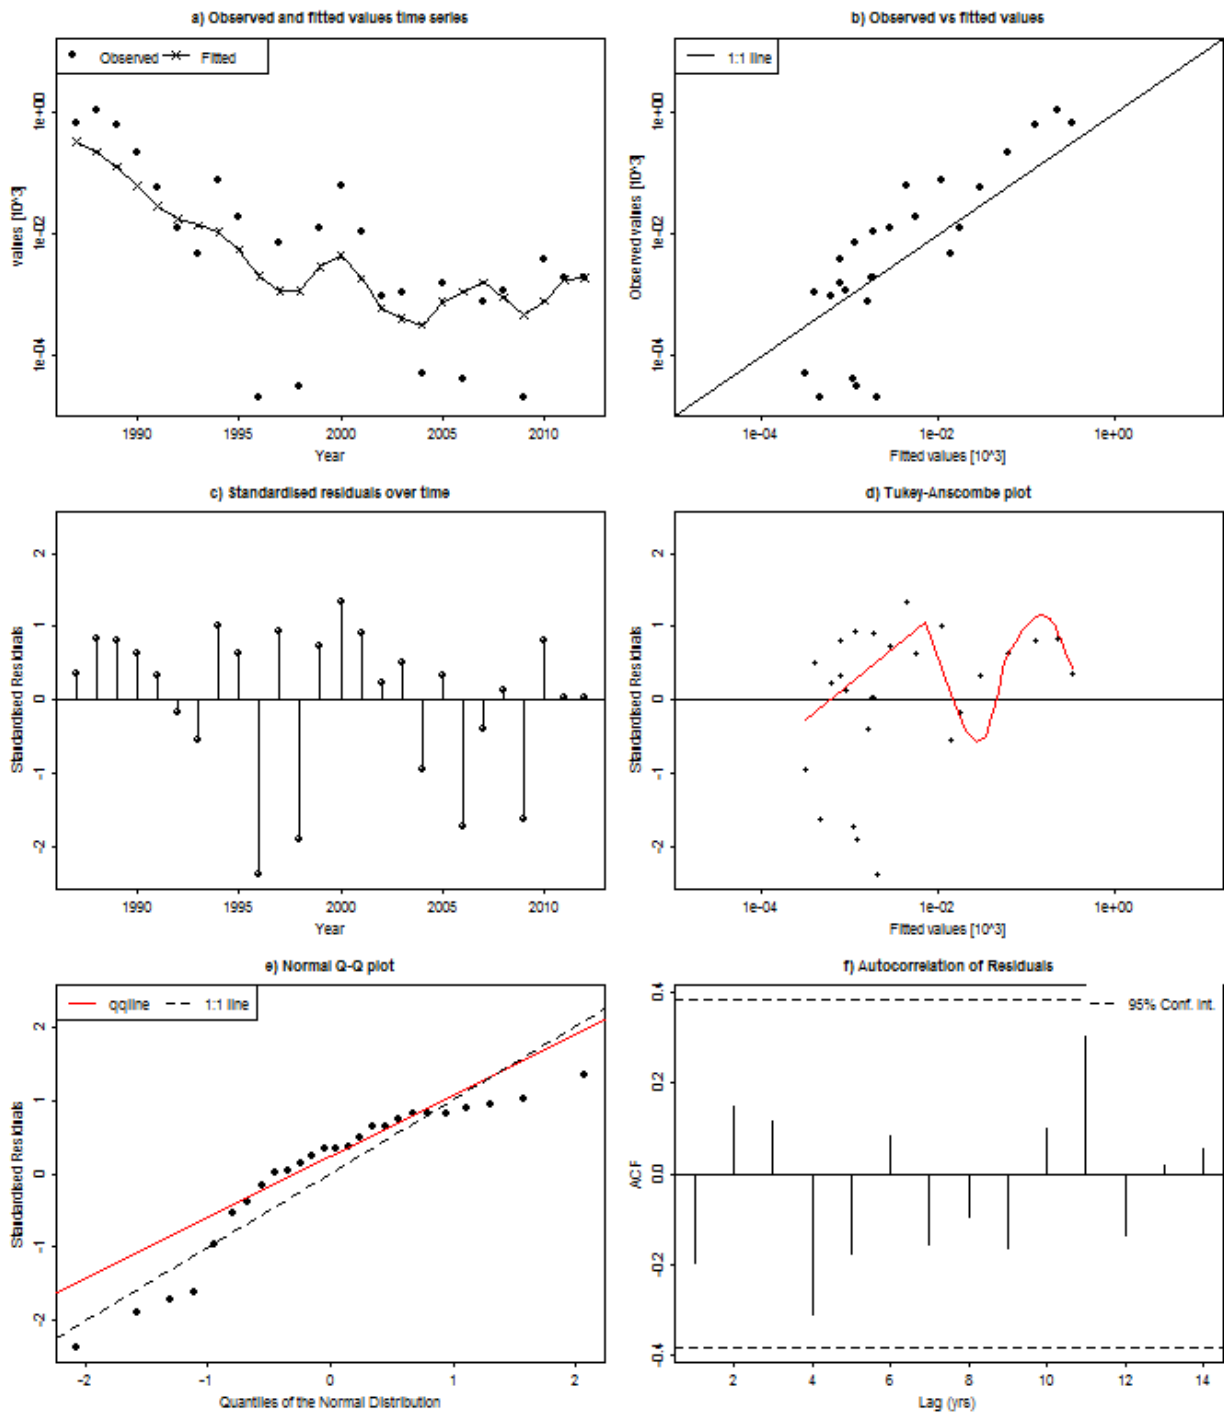 a) Observed and fitted values time series
Observed Fitted
values [10^3]
1e+00
1e-02
1e-04
1990 1995 2000 2005 2010
Year
b) Observed vs fitted values
1:1 line
Observed values [10^3]
1e+00
1e-02
1e-04
1e-04 1e-02 1e+00
Fitted values [10^3]
c) Standardised residuals over time
Standardised Residuals
2
1
0
-1
-2
1990 1995 2000 2005 2010
Year
d) Tukey-Anscombe plot
Standardised Residuals
2
1
0
-1
-2
1e-04 1e-02 1e+00
Fitted values [10^3]
e) Normal Q-Q plot
qqline 1:1 line
Standardised Residuals
2
1
0
-1
-2
-2 -1 0 1 2
Quantiles of the Normal Distribution
f) Autocorrelation of Residuals
95% Conf. Int.
ACF
0.4
0.2
0.0
-0.2
-0.4
2 4 6 8 10 12 14
Lag (yrs)